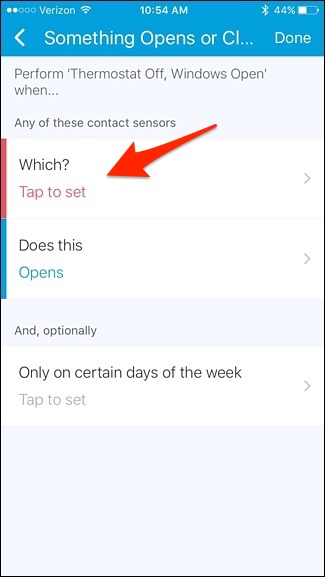 Verizon 10:54 AM 44%
Something Opens or Cl... Done
Perform 'Thermostat Off, Windows Open'
when...
Any of these contact sensors
Which?
Tap to set
Does this
Opens
And, optionally
Only on certain days of the week
Tap to set